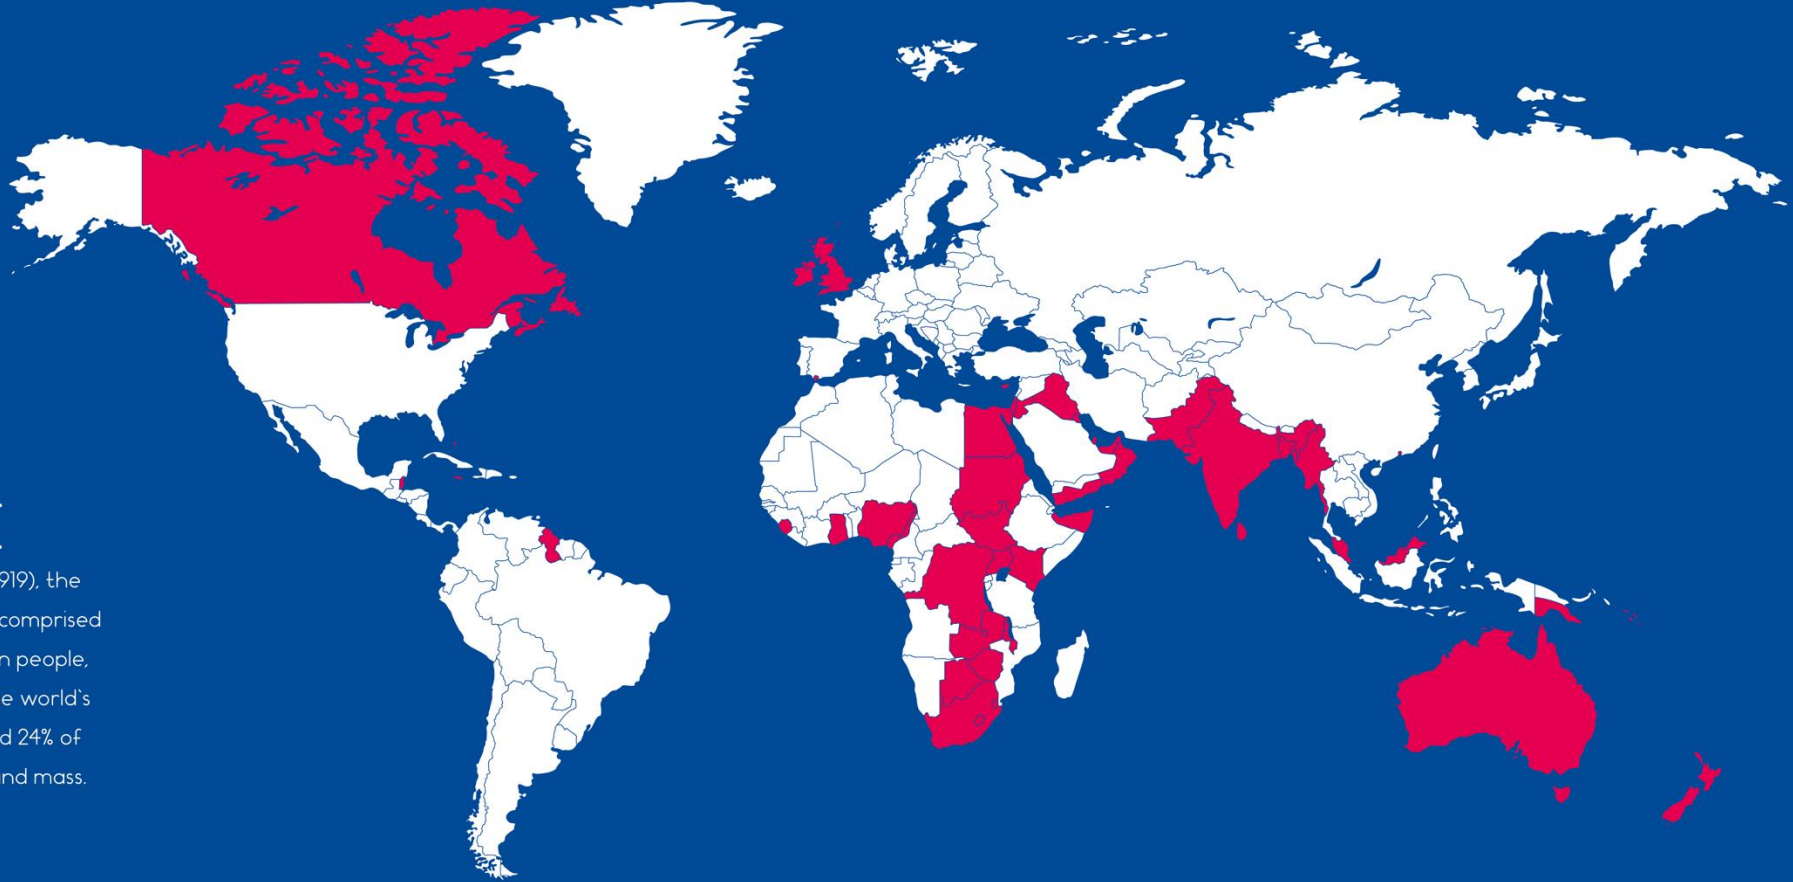 919), the
comprised
n people,
e world`s
d 24% of
nd mass.